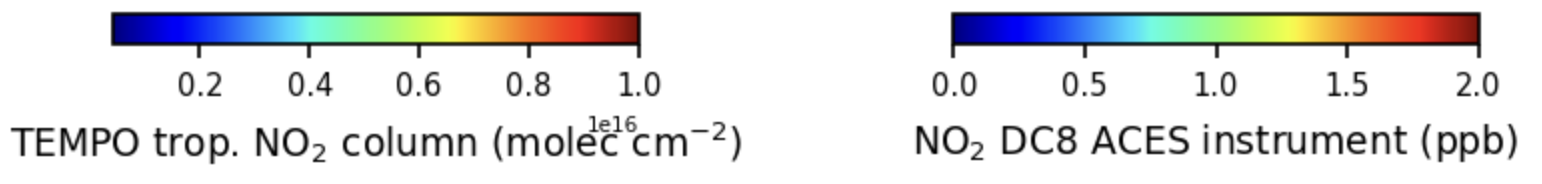 0.2 0.4 0.6 0.8 1.0
1e16
TEMPO trop. NO₂ column (molec cm⁻²)
0.0 0.5 1.0 1.5 2.0
NO₂ DC8 ACES instrument (ppb)